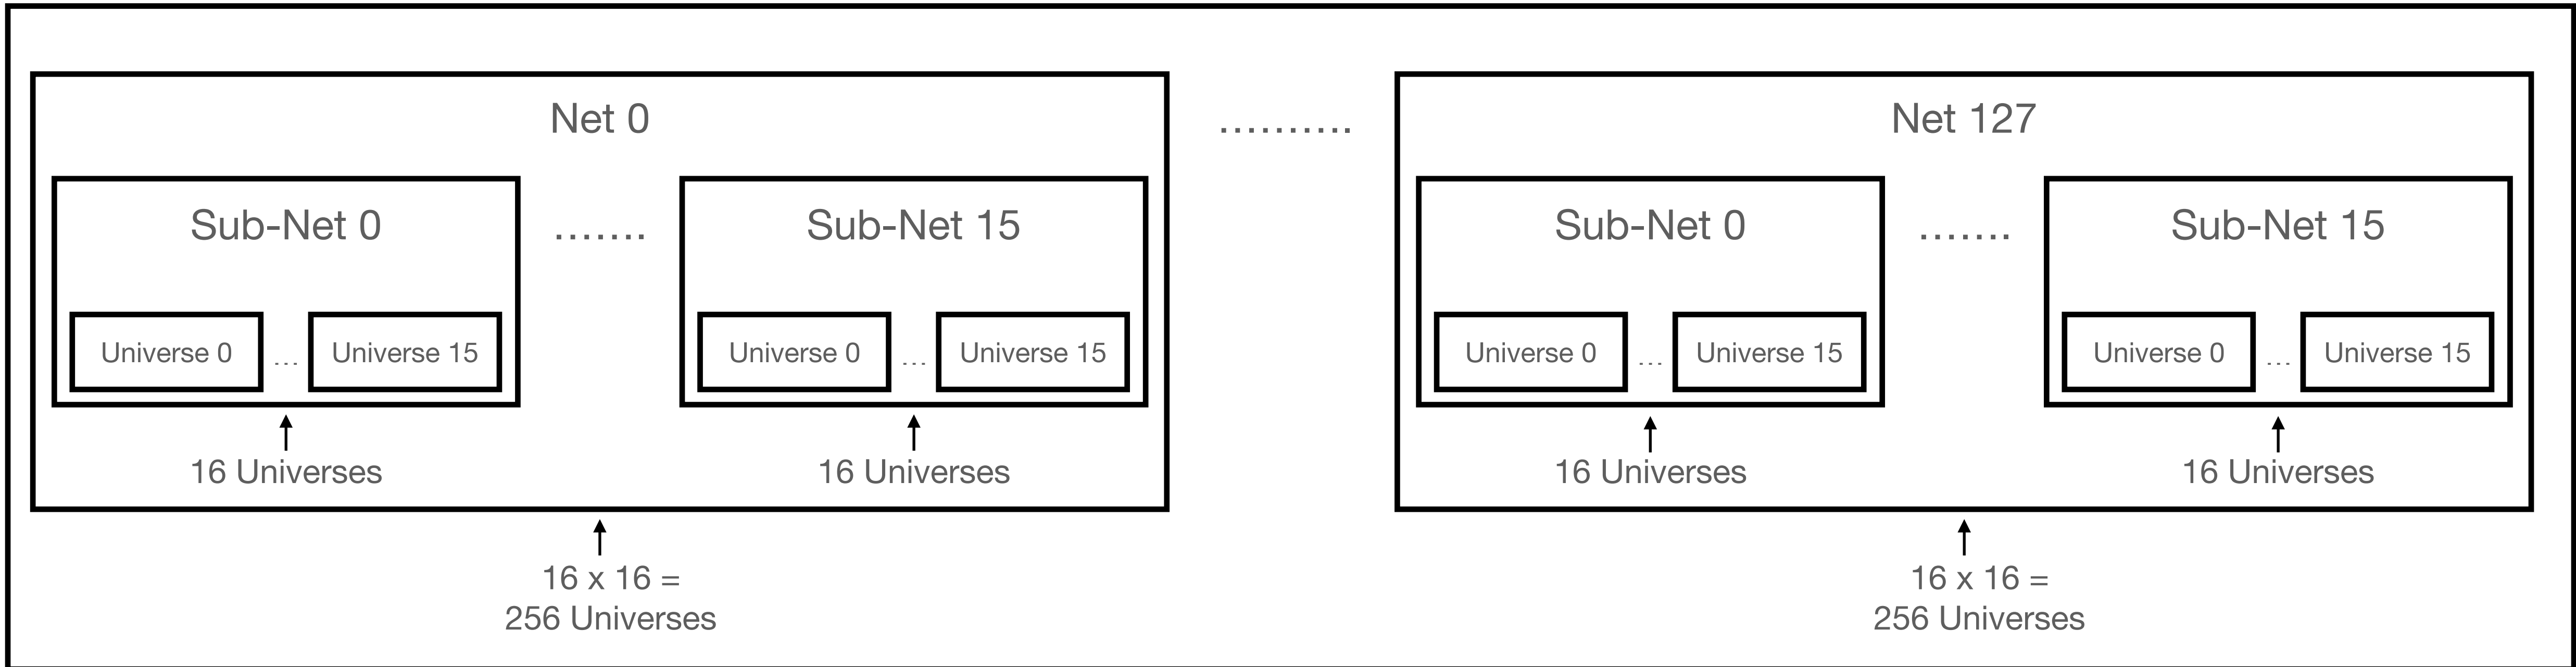 Net 0
..........
Net 127
Sub-Net 0
.......
Sub-Net 15
Sub-Net 0
.......
Sub-Net 15
Universe 0
...
Universe 15
Universe 0
...
Universe 15
Universe 0
...
Universe 15
Universe 0
...
Universe 15
16 Universes
16 Universes
16 Universes
16 Universes
16 x 16 =
256 Universes
16 x 16 =
256 Universes